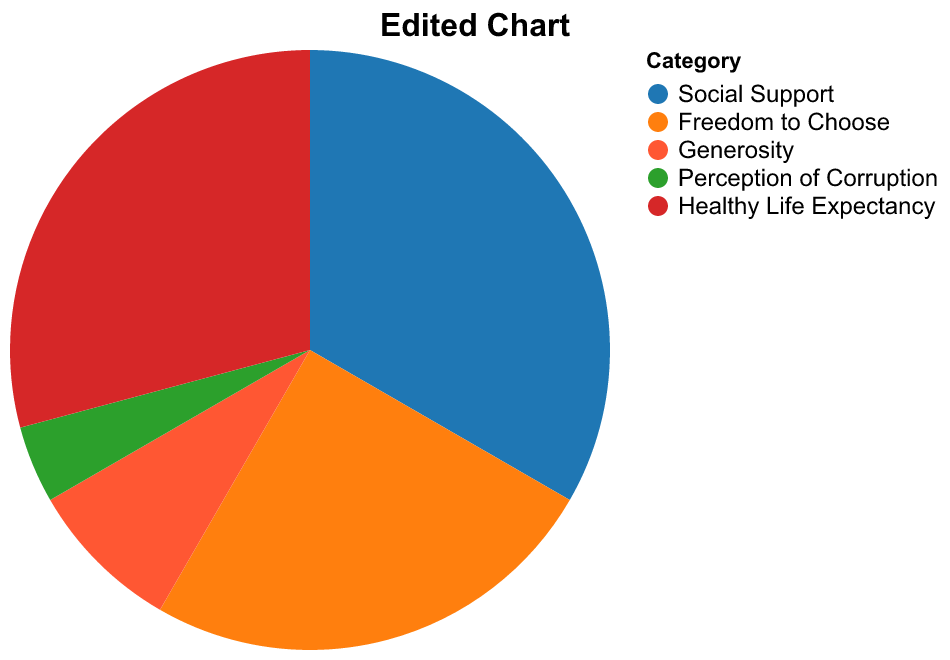 Edited Chart
Category
Social Support
Freedom to Choose
Generosity
Perception of Corruption
Healthy Life Expectancy